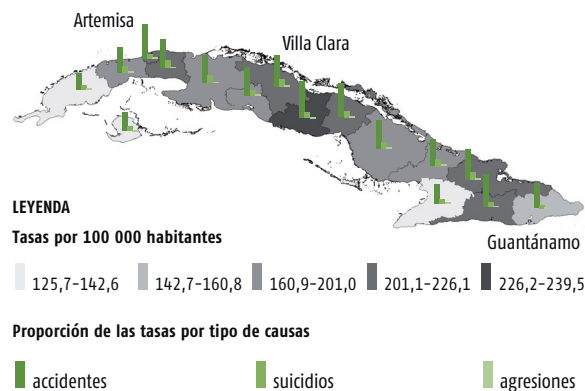 Artemisa
Villa Clara
Guantánamo
LEYENDA
Tasas por 100 000 habitantes
125,7-142,6 142,7-160,8 160,9-201,0 201,1-226,1 226,2-239,5
Proporción de las tasas por tipo de causas
accidentes suicidios agresiones